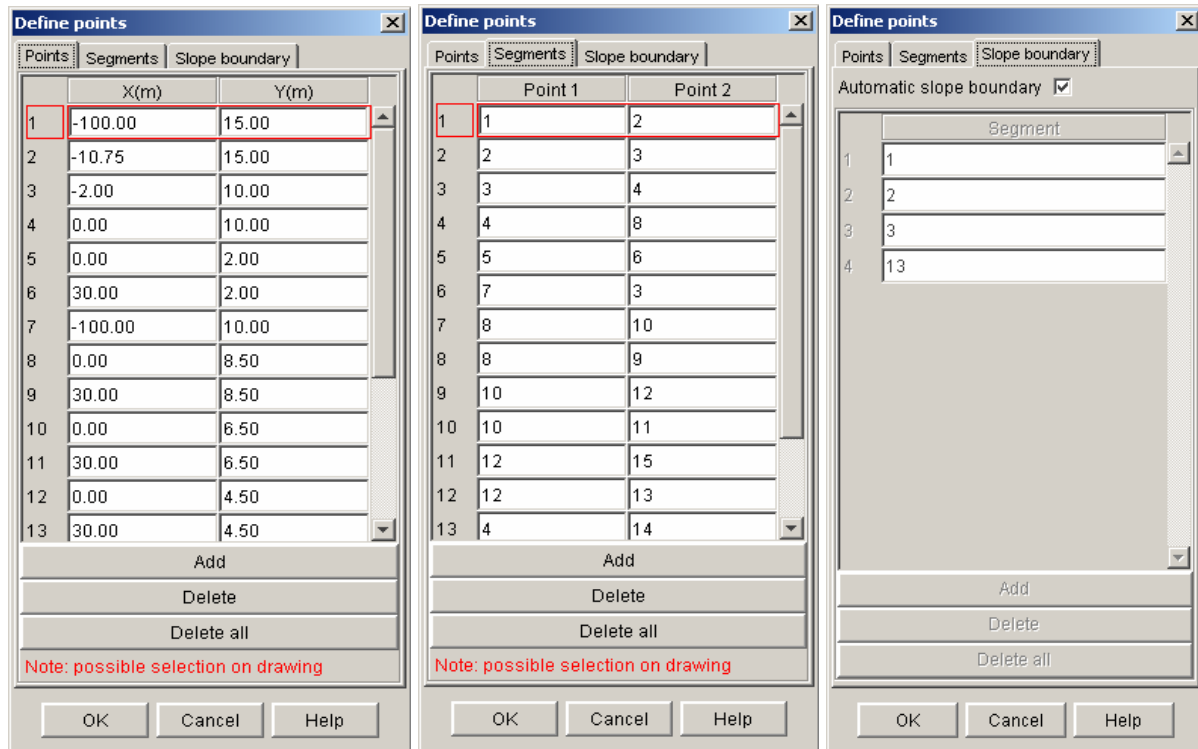 Define points
Points Segments Slope boundary
X(m) Y(m)
1 -100.00 15.00
2 -10.75 15.00
3 -2.00 10.00
4 0.00 10.00
5 0.00 2.00
6 30.00 2.00
7 -100.00 10.00
8 0.00 8.50
9 30.00 8.50
10 0.00 6.50
11 30.00 6.50
12 0.00 4.50
13 30.00 4.50
Add
Delete
Delete all
Note: possible selection on drawing
OK Cancel Help
Define points
Points Segments Slope boundary
Point 1 Point 2
1 1 2
2 2 3
3 3 4
4 4 8
5 5 6
6 7 3
7 8 10
8 8 9
9 10 12
10 10 11
11 12 15
12 12 13
13 4 14
Add
Delete
Delete all
Note: possible selection on drawing
OK Cancel Help
Define points
Points Segments Slope boundary
Automatic slope boundary
Segment
1 1
2 2
3 3
4 13
Add
Delete
Delete all
OK Cancel Help